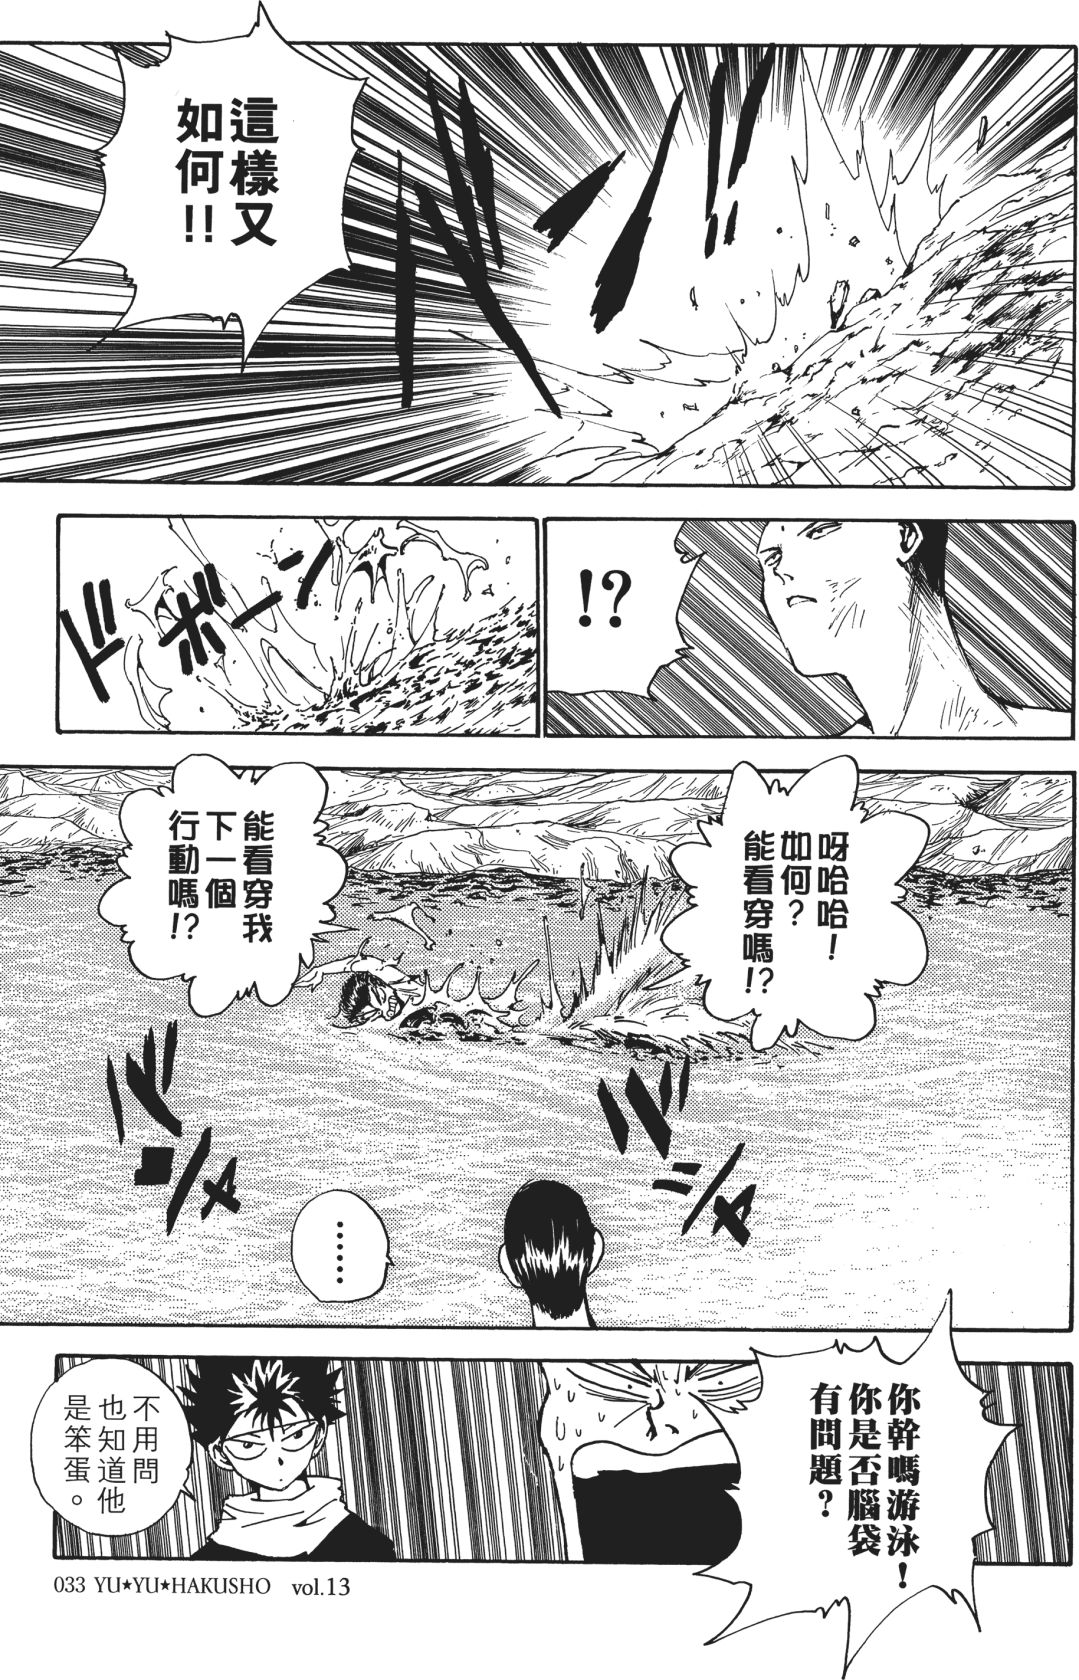 這樣又
如何!!
!?
ドボーン
呀哈哈!
如何?
能看穿嗎!?
能看穿我
下一個
行動嗎!?
バシャ
バシャ
……
你幹嗎游泳!
你是否腦袋
有問題?
不用問
也知道他
是笨蛋。
033 YU★YU★HAKUSHO vol.13